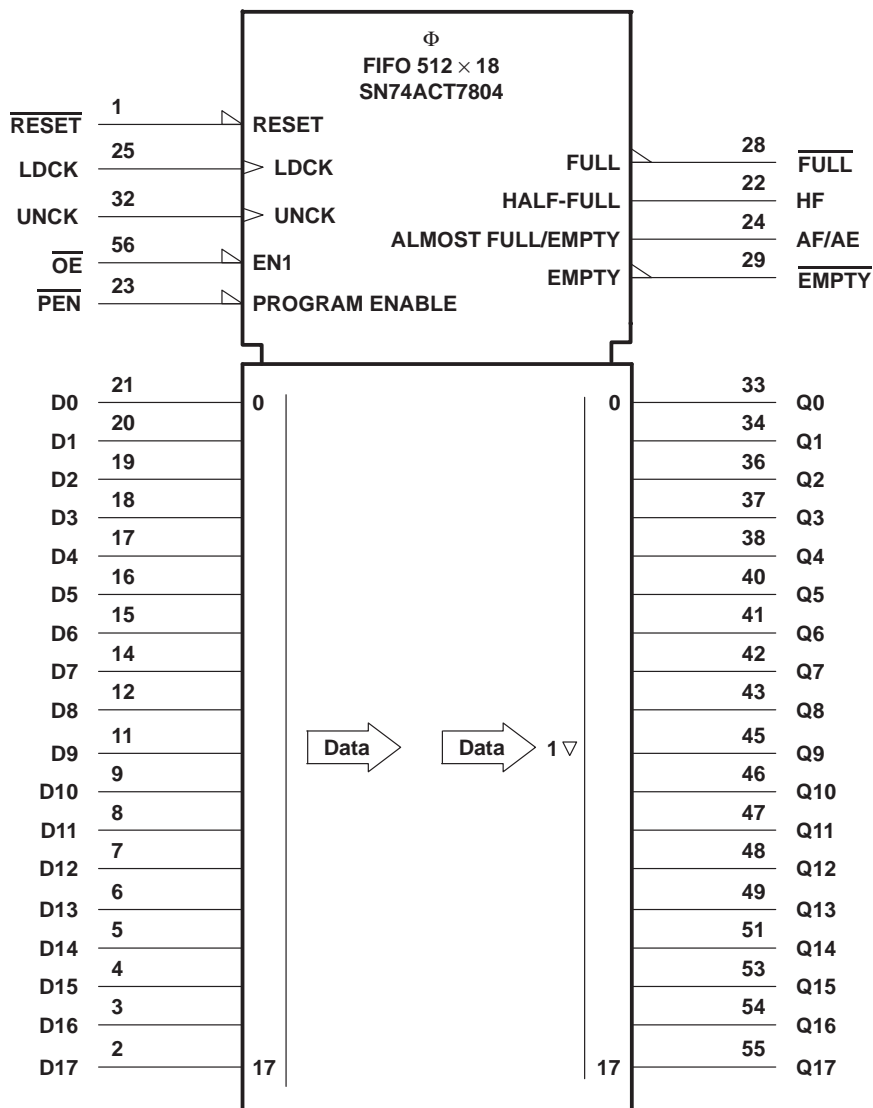 Φ
FIFO 512 × 18
SN74ACT7804
RESET 1 RESET
LDCK 25 LDCK
UNCK 32 UNCK
OE 56 EN1
PEN 23 PROGRAM ENABLE
FULL 28 FULL
HALF-FULL 22 HF
ALMOST FULL/EMPTY 24 AF/AE
EMPTY 29 EMPTY
D0 21 0
D1 20
D2 19
D3 18
D4 17
D5 16
D6 15
D7 14
D8 12
D9 11
D10 9
D11 8
D12 7
D13 6
D14 5
D15 4
D16 3
D17 2 17
Data Data 1
0 33 Q0
34 Q1
36 Q2
37 Q3
38 Q4
40 Q5
41 Q6
42 Q7
43 Q8
45 Q9
46 Q10
47 Q11
48 Q12
49 Q13
51 Q14
53 Q15
54 Q16
17 55 Q17